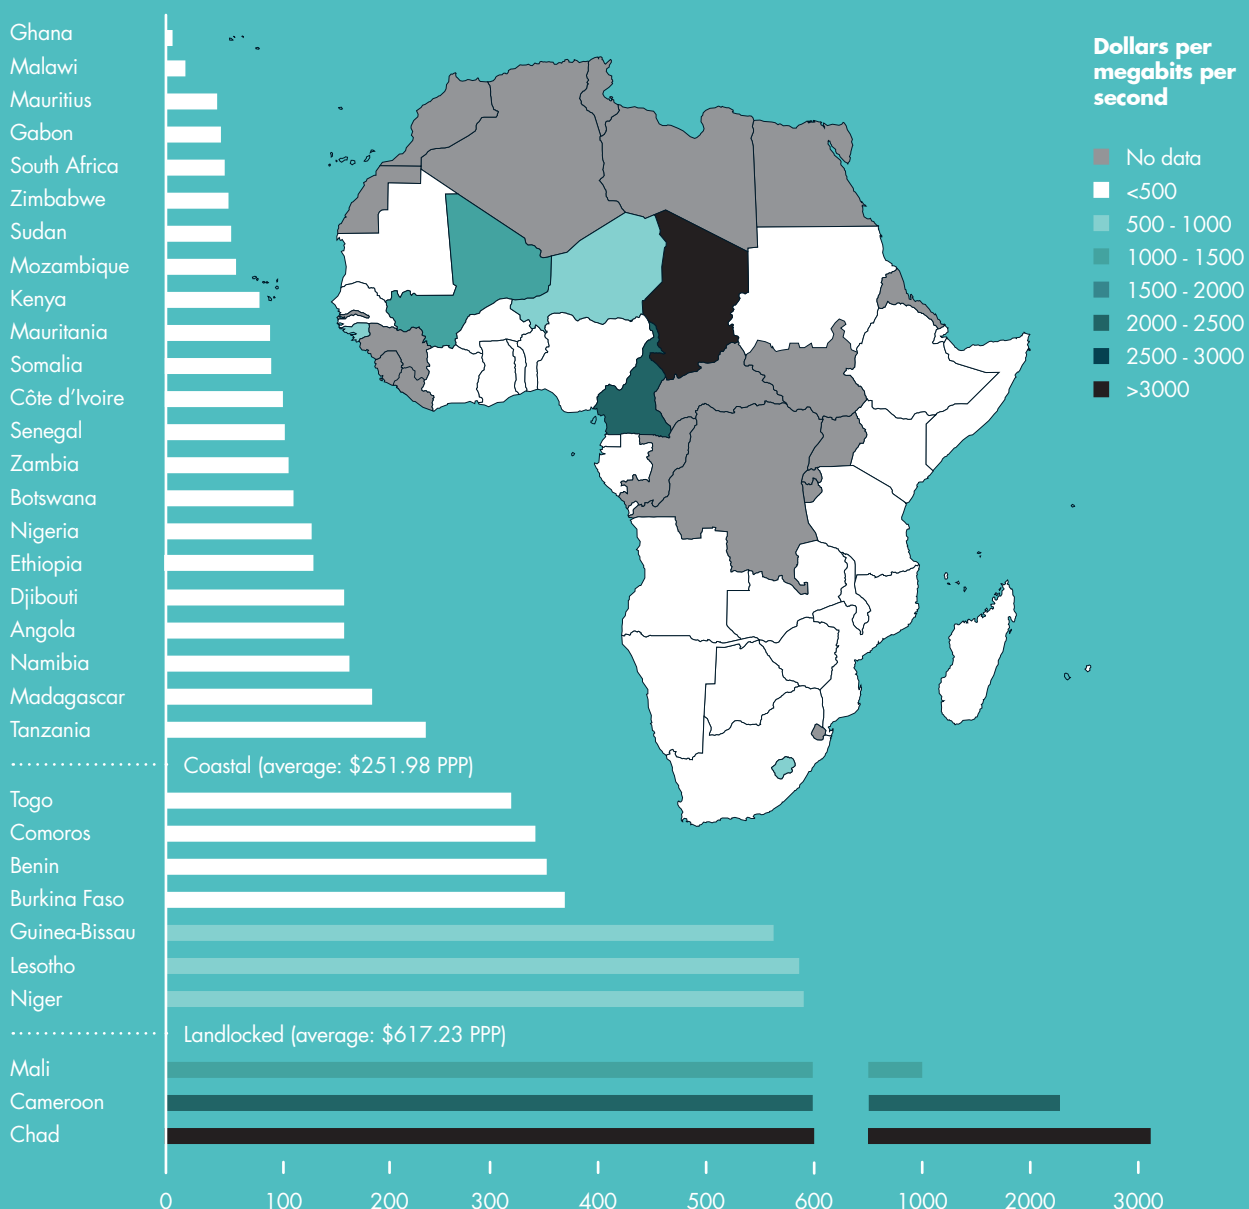 Ghana
Malawi
Mauritius
Gabon
South Africa
Zimbabwe
Sudan
Mozambique
Kenya
Mauritania
Somalia
Côte d’Ivoire
Senegal
Zambia
Botswana
Nigeria
Ethiopia
Djibouti
Angola
Namibia
Madagascar
Tanzania
Coastal (average: $251.98 PPP)
Togo
Comoros
Benin
Burkina Faso
Guinea-Bissau
Lesotho
Niger
Landlocked (average: $617.23 PPP)
Mali
Cameroon
Chad
0 100 200 300 400 500 600 1000 2000 3000
Dollars per
megabits per
second
No data
<500
500 - 1000
1000 - 1500
1500 - 2000
2000 - 2500
2500 - 3000
>3000